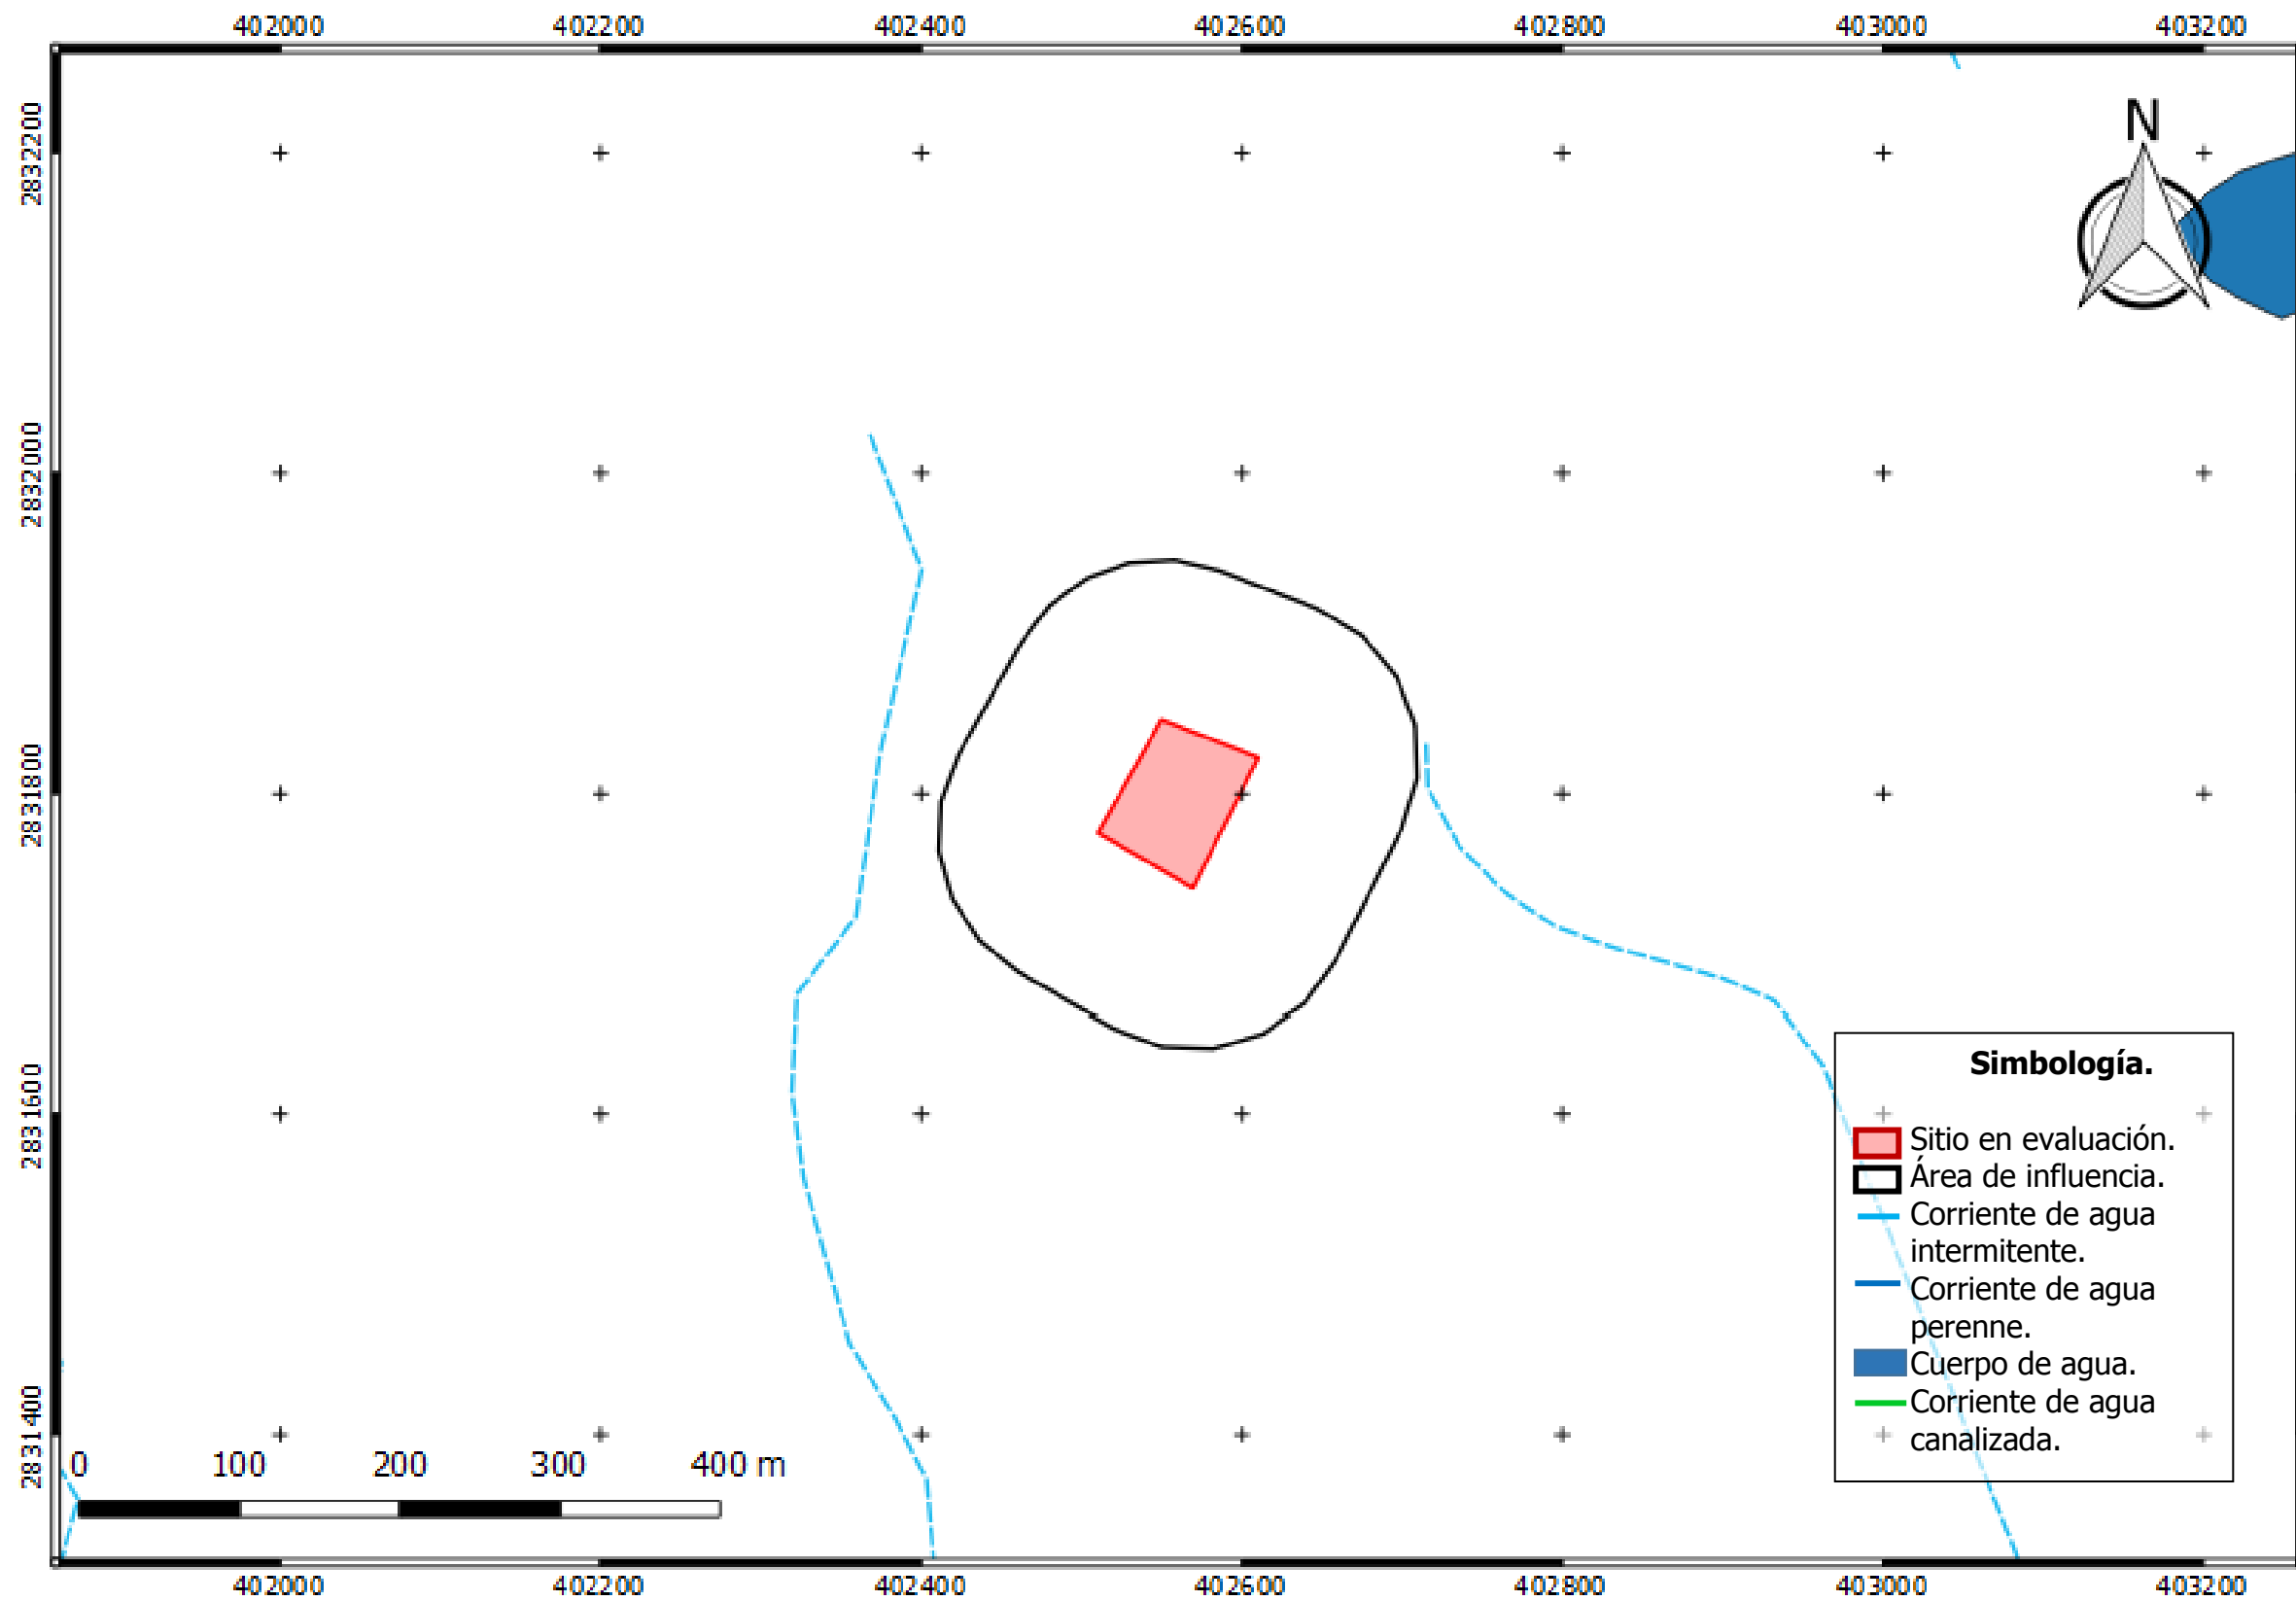 402000 402200 402400 402600 402800 403000 403200
N
2832200
2832000
2831800
2831600
2831400
Simbología.
Sitio en evaluación.
Área de influencia.
Corriente de agua
intermitente.
Corriente de agua
perenne.
Cuerpo de agua.
Corriente de agua
canalizada.
0 100 200 300 400 m
402000 402200 402400 402600 402800 403000 403200